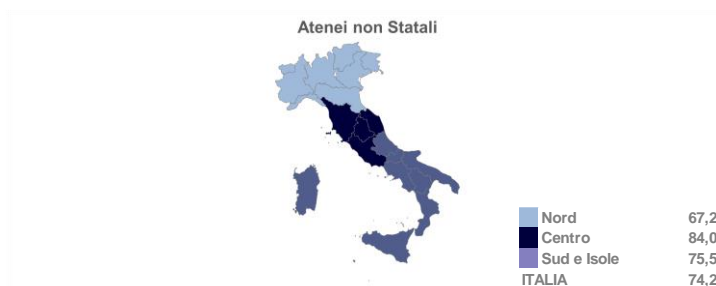 Atenei non Statali
Nord 67,2
Centro 84,0
Sud e Isole 75,5
ITALIA 74,2